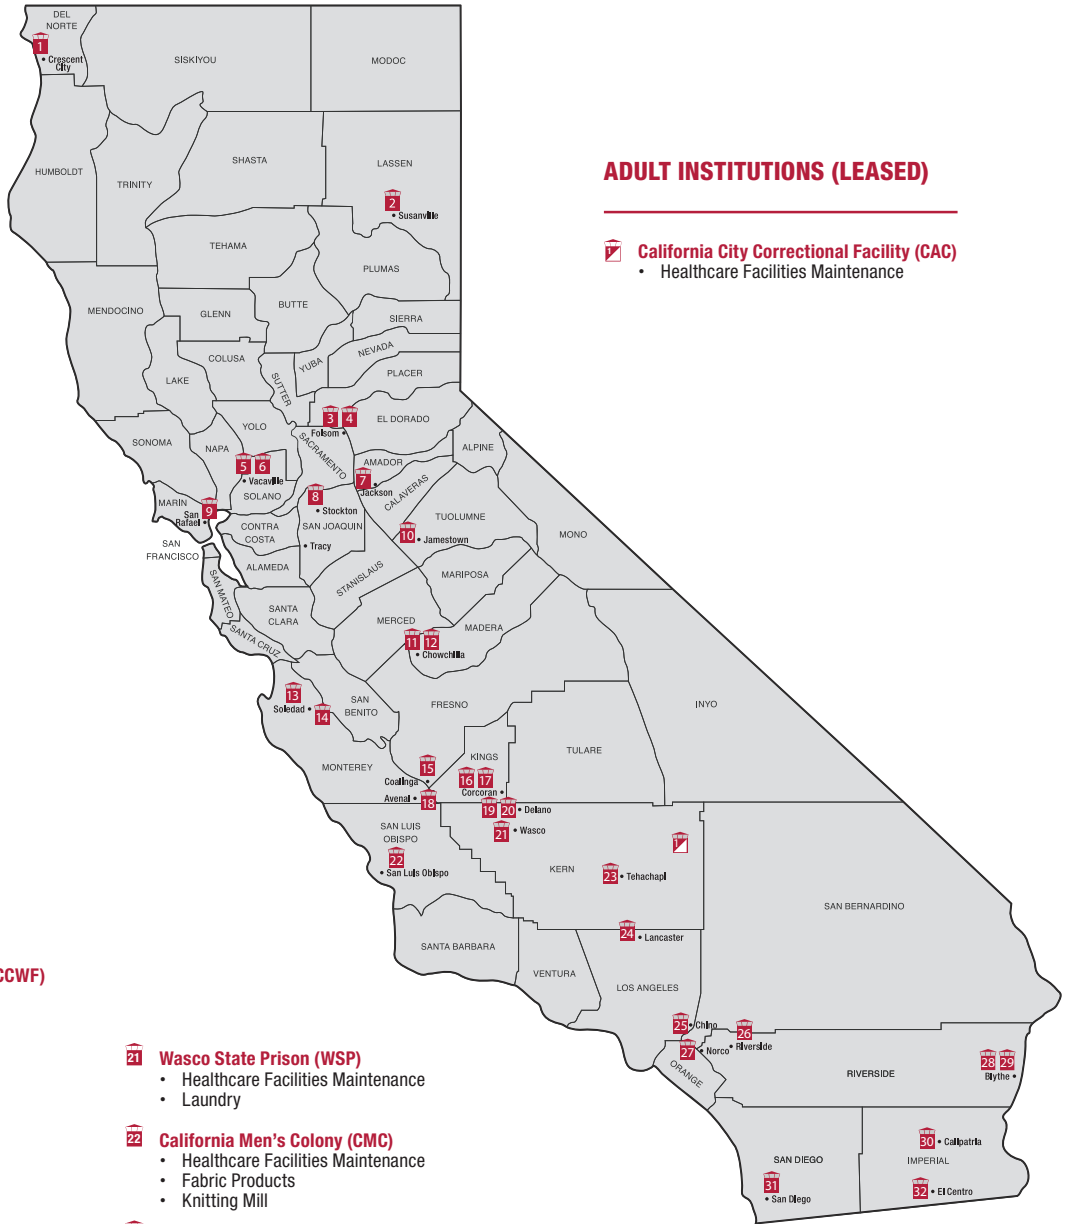 DEL
NORTE
1
• Crescent
City
SISKIYOU
MODOC
HUMBOLDT
TRINITY
SHASTA
LASSEN
2
• Susanville
ADULT INSTITUTIONS (LEASED)
1 California City Correctional Facility (CAC)
• Healthcare Facilities Maintenance
TEHAMA
PLUMAS
MENDOCINO
GLENN
BUTTE
SIERRA
COLUSA
YUBA
NEVADA
LAKE
SUTTER
PLACER
3 4
Folsom •
EL DORADO
YOLO
SONOMA
NAPA
SACRAMENTO
ALPINE
5 6
• Vacaville
AMADOR
7
Jackson
SOLANO
CALAVERAS
MARIN
9
San
Rafael •
8
• Stockton
CONTRA
COSTA
SAN JOAQUIN
TUOLUMNE
10
• Jamestown
MONO
SAN
FRANCISCO
• Tracy
ALAMEDA
STANISLAUS
MARIPOSA
SAN MATEO
SANTA
CLARA
MERCED
MADERA
SANTA CRUZ
11 12
• Chowchilla
13
Soledad •
14
SAN
BENITO
FRESNO
INYO
MONTEREY
KINGS
TULARE
15
Coalinga
•
16 17
Corcoran •
Avenal • 18
19 20 • Delano
SAN LUIS
OBISPO
21 • Wasco
22
• San Luis Obispo
1
KERN
23 • Tehachapi
SAN BERNARDINO
24 • Lancaster
SANTA BARBARA
VENTURA
LOS ANGELES
CCWF)
25 • Chino
26
• Riverside
27 • Norco
ORANGE
RIVERSIDE
28 29
Blythe •
21 Wasco State Prison (WSP)
• Healthcare Facilities Maintenance
• Laundry
22 California Men's Colony (CMC)
• Healthcare Facilities Maintenance
• Fabric Products
• Knitting Mill
30 • Calipatria
SAN DIEGO
IMPERIAL
31
• San Diego
32 • El Centro